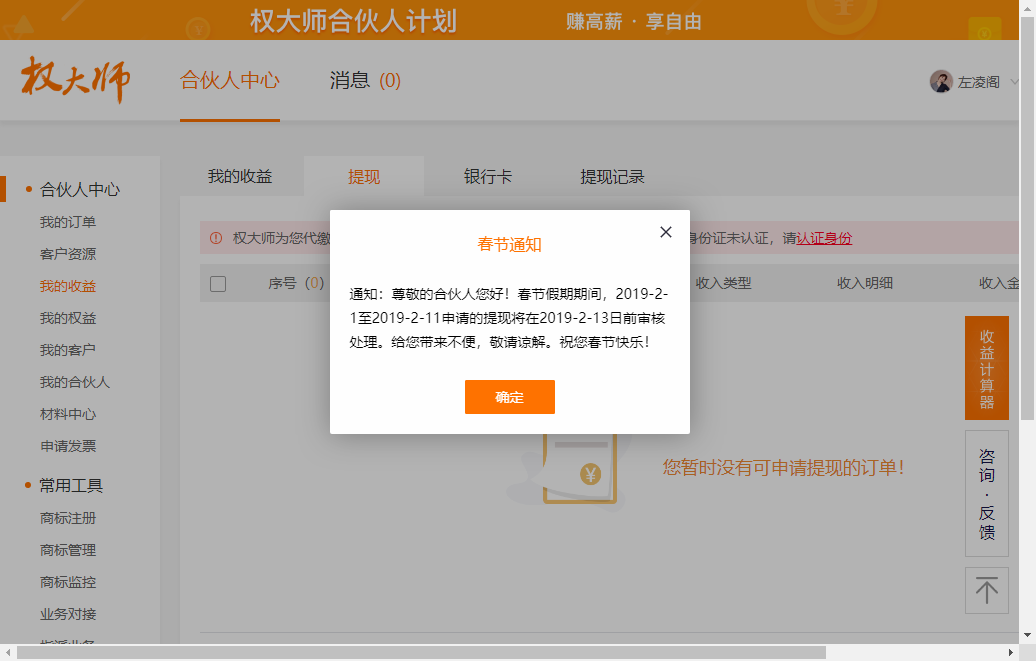 权大师合伙人计划
赚高薪 · 享自由
权大师
合伙人中心
消息 (0)
左凌阁
我的收益
提现
银行卡
提现记录
合伙人中心
我的订单
客户资源
我的收益
我的权益
我的客户
我的合伙人
材料中心
申请发票
常用工具
商标注册
商标管理
商标监控
业务对接
权大师为您代缴
身份证未认证，请认证身份
序号 (0)
收入类型
收入明细
收入金
春节通知
通知：尊敬的合伙人您好！春节假期期间，2019-2-
1至2019-2-11申请的提现将在2019-2-13日前审核
处理。给您带来不便，敬请谅解。祝您春节快乐！
确定
您暂时没有可申请提现的订单！
收益计算器
咨询·反馈